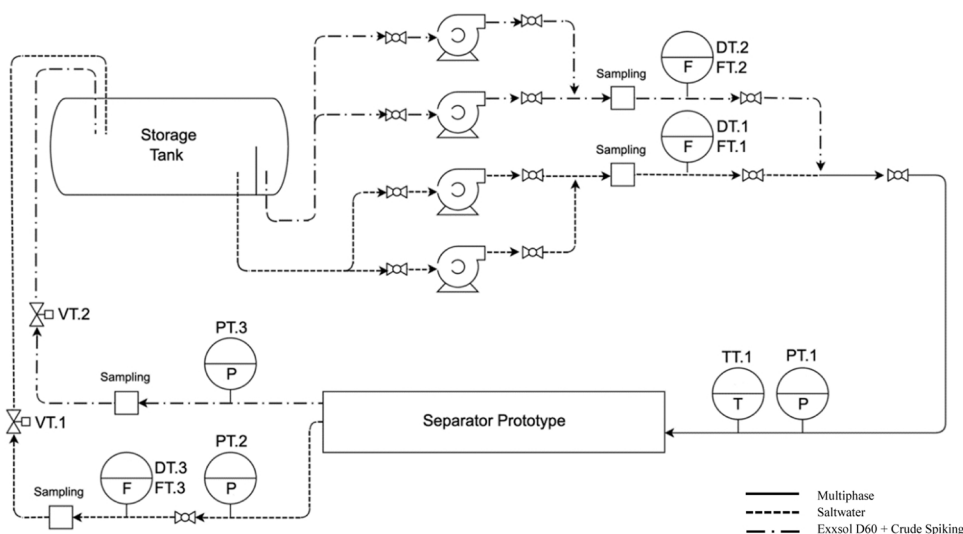 DT.2
FT.2
Sampling
F
DT.1
FT.1
Sampling
F
Storage
Tank
VT.2
PT.3
P
Sampling
TT.1
PT.1
T
P
Separator Prototype
VT.1
PT.2
P
DT.3
FT.3
F
Sampling
Multiphase
Saltwater
Exxsol D60 + Crude Spiking